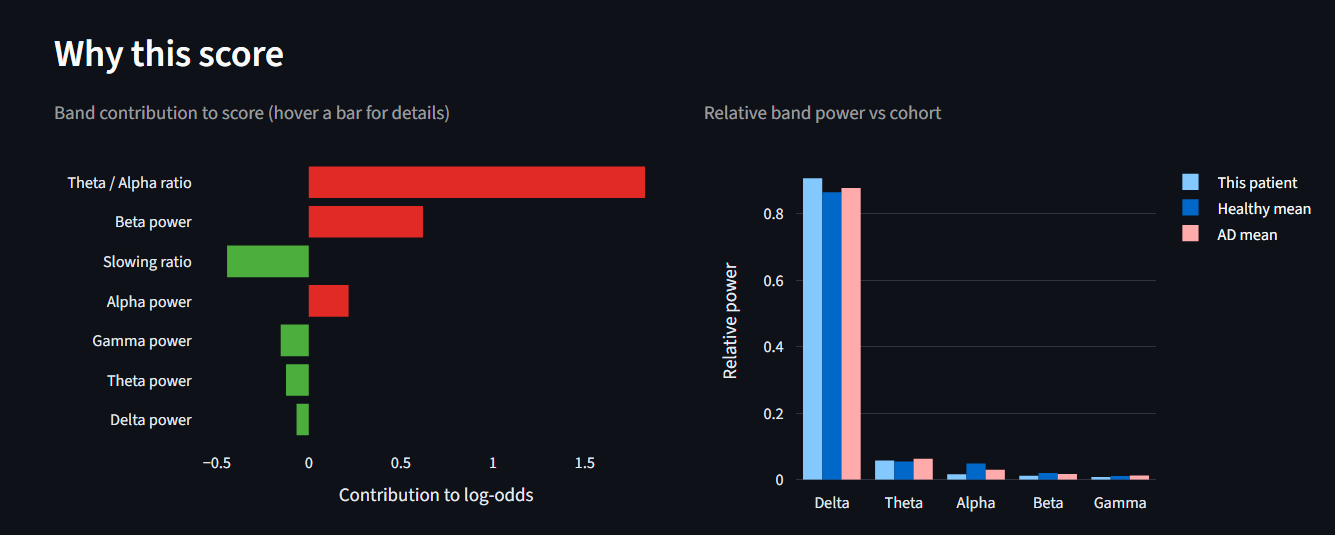 Why this score
Band contribution to score (hover a bar for details)
Theta / Alpha ratio
Beta power
Slowing ratio
Alpha power
Gamma power
Theta power
Delta power
−0.5 0 0.5 1 1.5
Contribution to log-odds
Relative band power vs cohort
This patient
Healthy mean
AD mean
Relative power
0.8
0.6
0.4
0.2
0
Delta Theta Alpha Beta Gamma